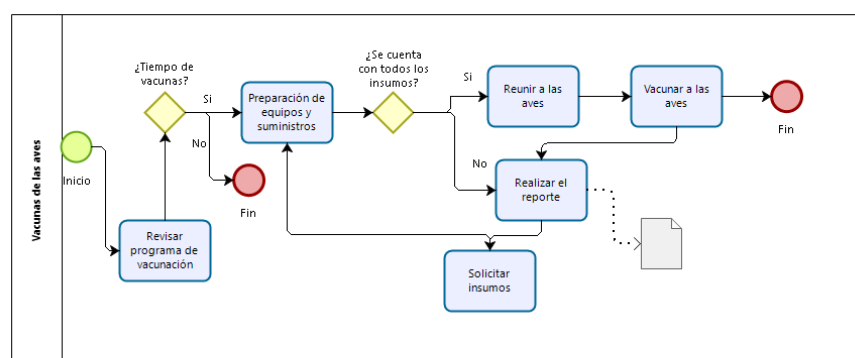 Vacunas de las aves
Inicio
Revisar
programa de
vacunación
¿Tiempo de
vacunas?
Si
No
Fin
Preparación de
equipos y
suministros
¿Se cuenta
con todos los
insumos?
Si
No
Reunir a las
aves
Vacunar a las
aves
Fin
Realizar el
reporte
Solicitar
insumos